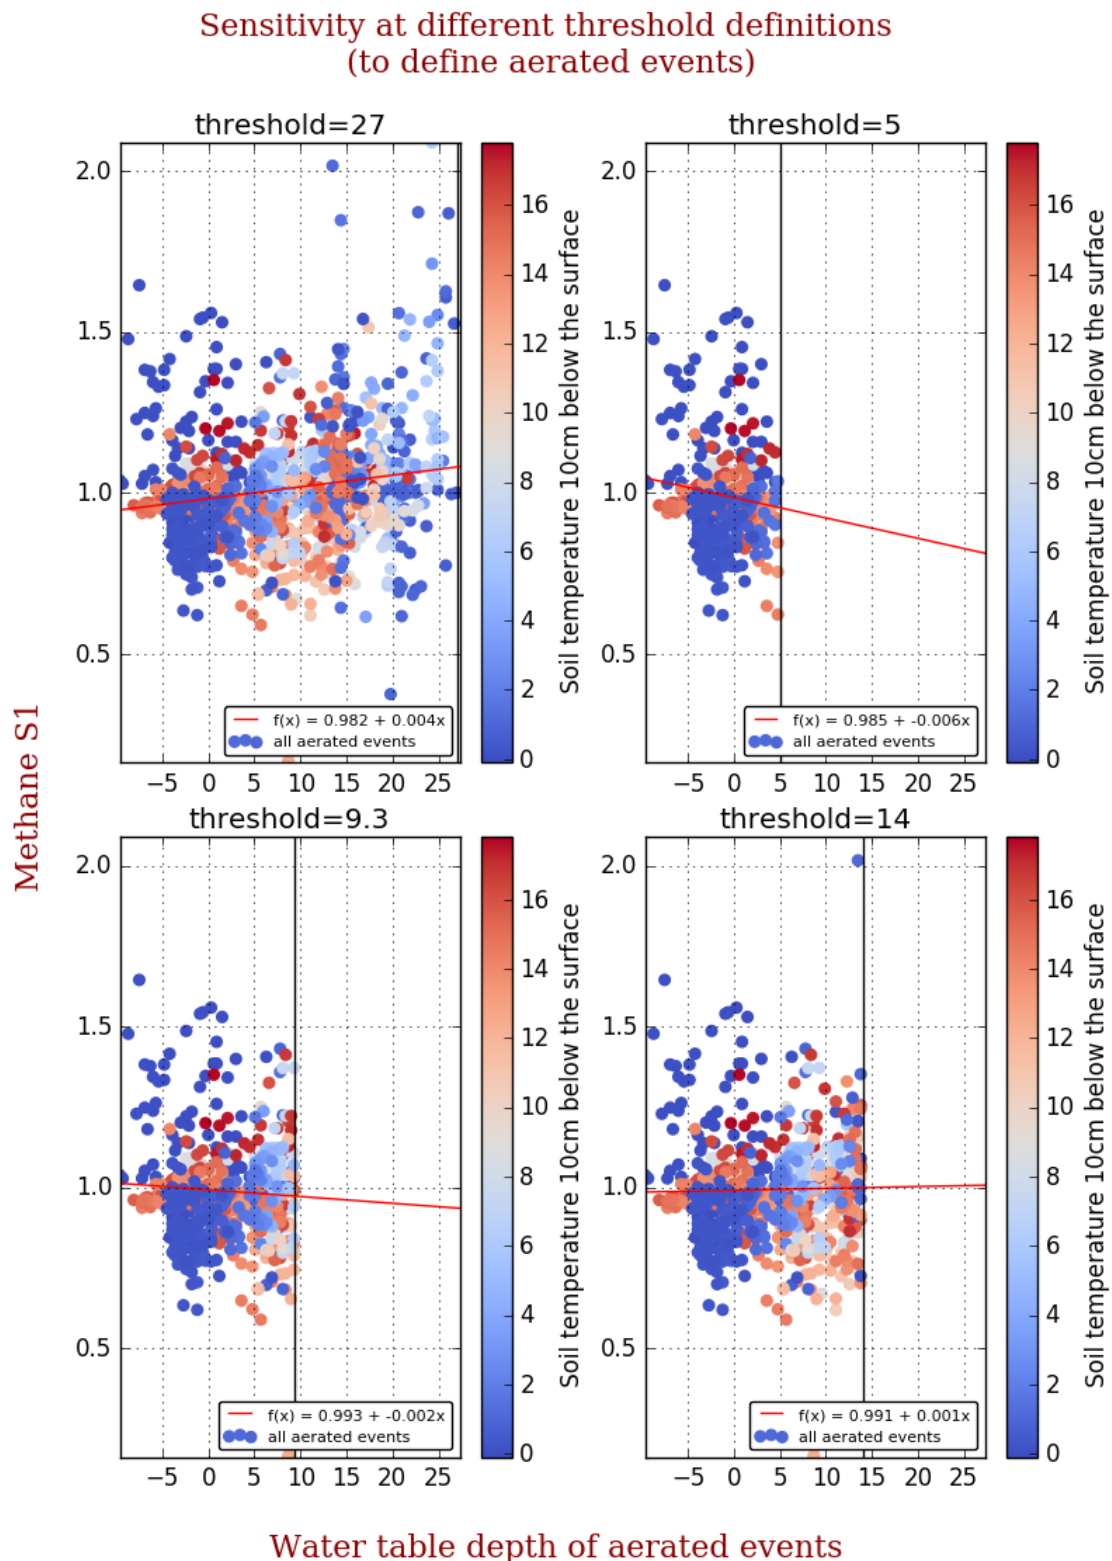 Sensitivity at different threshold definitions
(to define aerated events)
threshold=27
2.0
1.5
1.0
0.5
−5 0 5 10 15 20 25
f(x) = 0.982 + 0.004x
all aerated events
16
14
12
10
8
6
4
2
0
Soil temperature 10cm below the surface
threshold=5
2.0
1.5
1.0
0.5
−5 0 5 10 15 20 25
f(x) = 0.985 + -0.006x
all aerated events
16
14
12
10
8
6
4
2
0
Soil temperature 10cm below the surface
Methane S1
threshold=9.3
2.0
1.5
1.0
0.5
−5 0 5 10 15 20 25
f(x) = 0.993 + -0.002x
all aerated events
16
14
12
10
8
6
4
2
0
Soil temperature 10cm below the surface
threshold=14
2.0
1.5
1.0
0.5
−5 0 5 10 15 20 25
f(x) = 0.991 + 0.001x
all aerated events
16
14
12
10
8
6
4
2
0
Soil temperature 10cm below the surface
Water table depth of aerated events